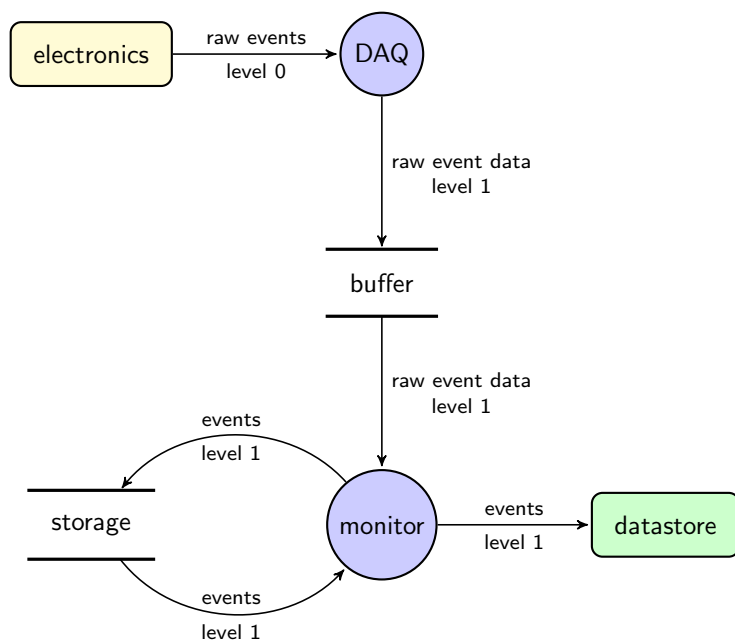 electronics
raw events
level 0
DAQ
raw event data
level 1
buffer
raw event data
level 1
events
level 1
storage
monitor
events
level 1
datastore
events
level 1